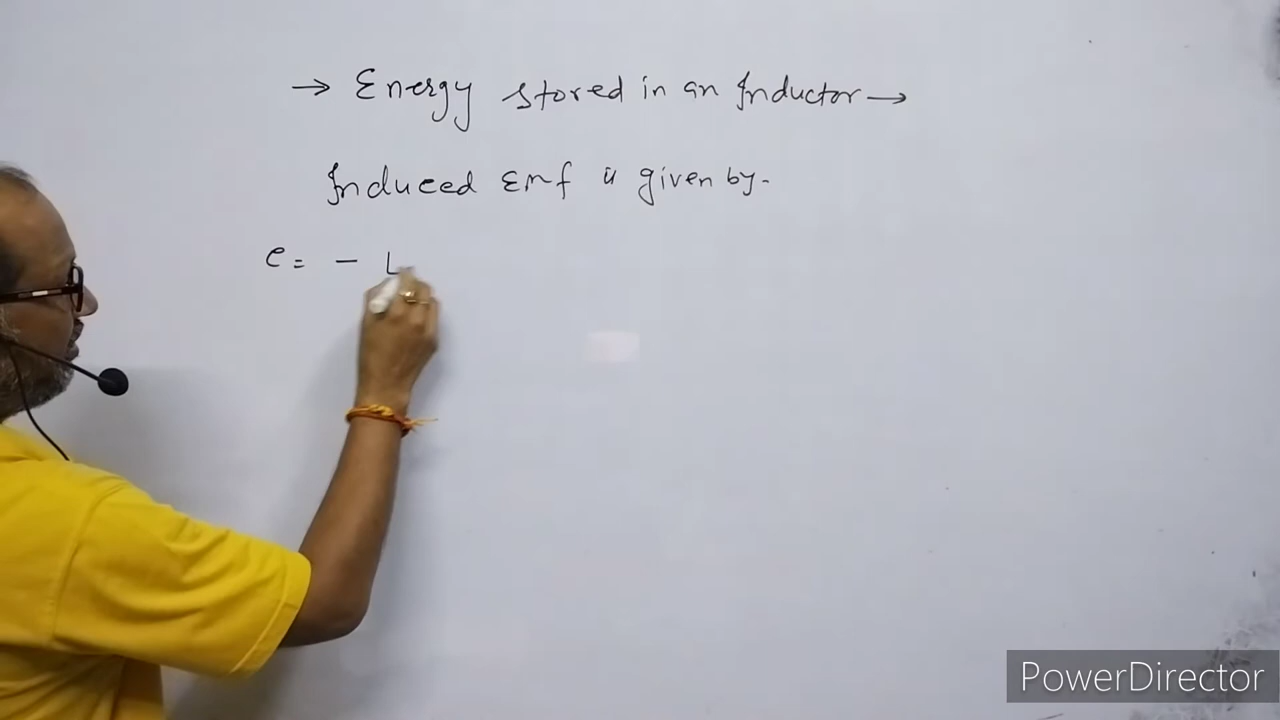 → Energy stored in an Inductor →
Induced Emf is given by.
e = - L
PowerDirector